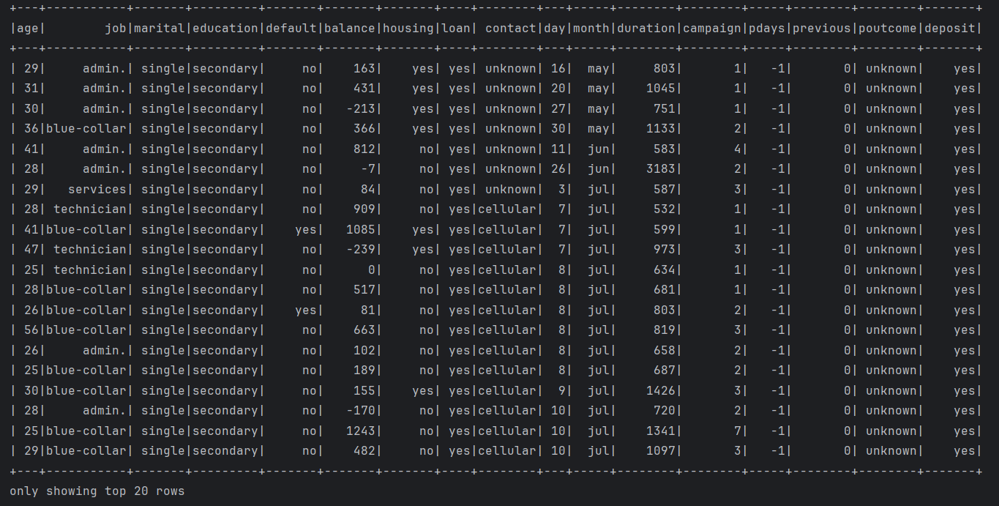 +---+-----------+-------+---------+-------+-------+-------+----+--------+---+-----+--------+--------+-----+--------+--------+-------+
|age|        job|marital|education|default|balance|housing|loan| contact|day|month|duration|campaign|pdays|previous|poutcome|deposit|
+---+-----------+-------+---------+-------+-------+-------+----+--------+---+-----+--------+--------+-----+--------+--------+-------+
| 29|     admin.| single|secondary|     no|    163|    yes| yes| unknown| 16|  may|     803|       1|   -1|       0| unknown|    yes|
| 31|     admin.| single|secondary|     no|    431|    yes| yes| unknown| 20|  may|    1045|       1|   -1|       0| unknown|    yes|
| 30|     admin.| single|secondary|     no|   -213|    yes| yes| unknown| 27|  may|     751|       1|   -1|       0| unknown|    yes|
| 36|blue-collar| single|secondary|     no|    366|    yes| yes| unknown| 30|  may|    1133|       2|   -1|       0| unknown|    yes|
| 41|     admin.| single|secondary|     no|    812|     no| yes| unknown| 11|  jun|     583|       4|   -1|       0| unknown|    yes|
| 28|     admin.| single|secondary|     no|     -7|     no| yes| unknown| 26|  jun|    3183|       2|   -1|       0| unknown|    yes|
| 29|   services| single|secondary|     no|     84|     no| yes| unknown|  3|  jul|     587|       3|   -1|       0| unknown|    yes|
| 28| technician| single|secondary|     no|    909|     no| yes|cellular|  7|  jul|     532|       1|   -1|       0| unknown|    yes|
| 41|blue-collar| single|secondary|    yes|   1085|    yes| yes|cellular|  7|  jul|     599|       1|   -1|       0| unknown|    yes|
| 47| technician| single|secondary|     no|   -239|    yes| yes|cellular|  7|  jul|     973|       3|   -1|       0| unknown|    yes|
| 25| technician| single|secondary|     no|      0|     no| yes|cellular|  8|  jul|     634|       1|   -1|       0| unknown|    yes|
| 28|blue-collar| single|secondary|     no|    517|     no| yes|cellular|  8|  jul|     681|       1|   -1|       0| unknown|    yes|
| 26|blue-collar| single|secondary|    yes|     81|     no| yes|cellular|  8|  jul|     803|       2|   -1|       0| unknown|    yes|
| 56|blue-collar| single|secondary|     no|    663|     no| yes|cellular|  8|  jul|     819|       3|   -1|       0| unknown|    yes|
| 26|     admin.| single|secondary|     no|    102|     no| yes|cellular|  8|  jul|     658|       2|   -1|       0| unknown|    yes|
| 25|blue-collar| single|secondary|     no|    189|     no| yes|cellular|  8|  jul|     687|       2|   -1|       0| unknown|    yes|
| 30|blue-collar| single|secondary|     no|    155|    yes| yes|cellular|  9|  jul|    1426|       3|   -1|       0| unknown|    yes|
| 28|     admin.| single|secondary|     no|   -170|     no| yes|cellular| 10|  jul|     720|       2|   -1|       0| unknown|    yes|
| 25|blue-collar| single|secondary|     no|   1243|     no| yes|cellular| 10|  jul|    1341|       7|   -1|       0| unknown|    yes|
| 29|blue-collar| single|secondary|     no|    482|     no| yes|cellular| 10|  jul|    1097|       3|   -1|       0| unknown|    yes|
+---+-----------+-------+---------+-------+-------+-------+----+--------+---+-----+--------+--------+-----+--------+--------+-------+
only showing top 20 rows